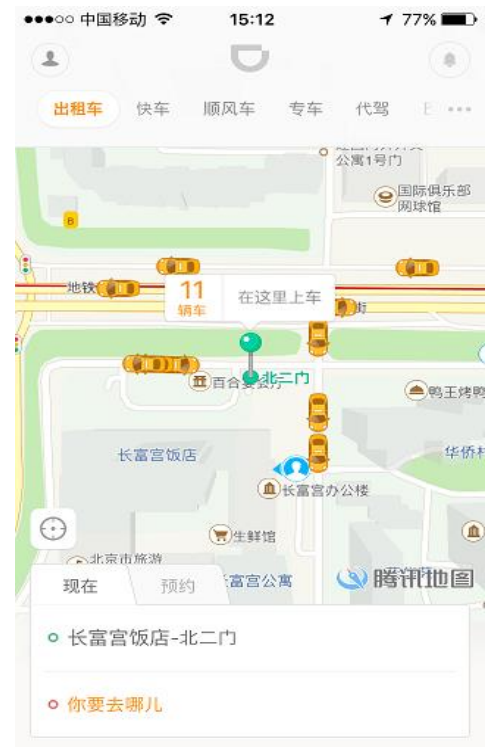 中国移动 15:12 77%
出租车 快车 顺风车 专车 代驾
公寓1号门
国际俱乐部
网球馆
B
地铁
11
辆车
在这里上车
街
北二门
百合宴会厅
鸭王烤鸭
长富宫饭店
华侨村
长富宫办公楼
生鲜馆
北京市旅游
长富宫公寓
腾讯地图
现在 预约
长富宫饭店-北二门
你要去哪儿